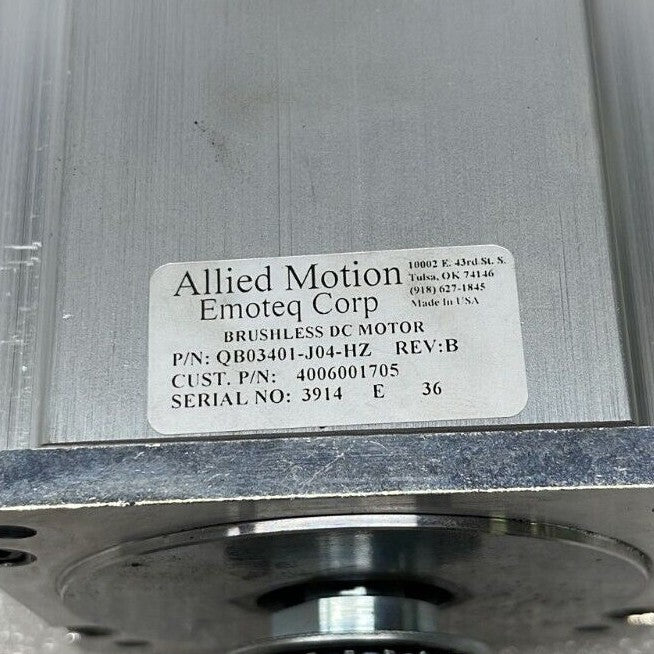 Allied Motion
Emoteq Corp
10002 E. 43rd St. S.
Tulsa, OK 74146
(918) 627-1845
Made In USA
BRUSHLESS DC MOTOR
P/N: QB03401-J04-HZ REV:B
CUST. P/N: 4006001705
SERIAL NO: 3914 E 36